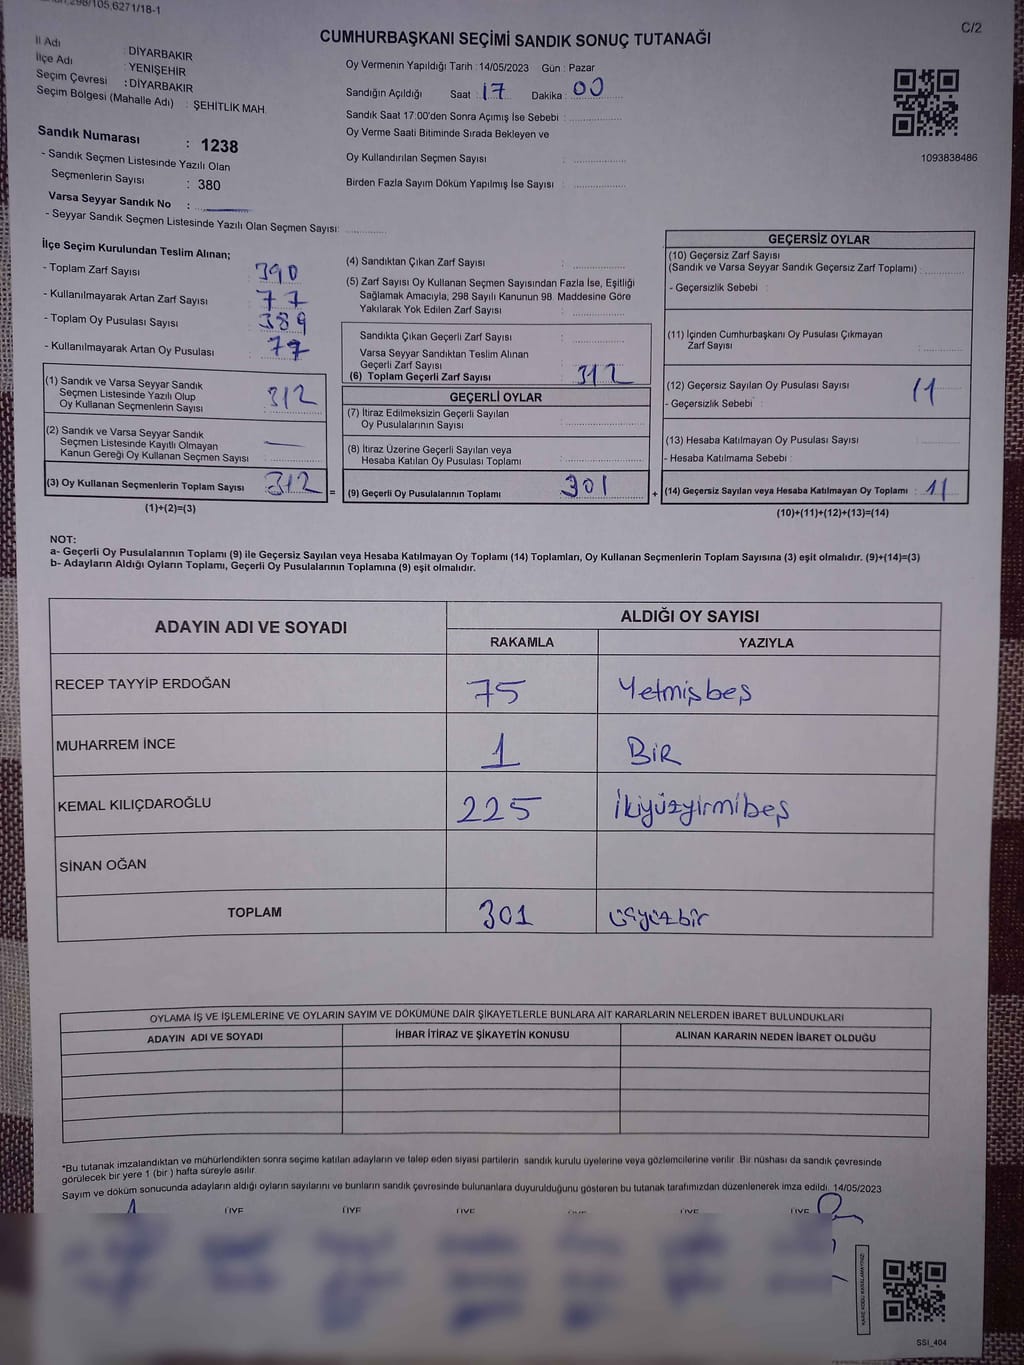 298/105,6271/18-1
C/2
CUMHURBAŞKANI SEÇİMİ SANDIK SONUÇ TUTANAĞI
İl Adı : DİYARBAKIR
İlçe Adı : YENİŞEHİR
Seçim Çevresi : DİYARBAKIR
Seçim Bölgesi (Mahalle Adı) : ŞEHİTLİK MAH.
Sandık Numarası : 1238
- Sandık Seçmen Listesinde Yazılı Olan
Seçmenlerin Sayısı : 380
Varsa Seyyar Sandık No :
- Seyyar Sandık Seçmen Listesinde Yazılı Olan Seçmen Sayısı:
Oy Vermenin Yapıldığı Tarih : 14/05/2023 Gün : Pazar
Sandığın Açıldığı Saat : 17 Dakika : 00
Sandık Saat 17:00'den Sonra Açımış İse Sebebi :
Oy Verme Saati Bitiminde Sırada Bekleyen ve
Oy Kullandırılan Seçmen Sayısı :
Birden Fazla Sayım Döküm Yapılmış İse Sayısı :
1093838486
İlçe Seçim Kurulundan Teslim Alınan;
- Toplam Zarf Sayısı : 390
- Kullanılmayarak Artan Zarf Sayısı : 77
- Toplam Oy Pusulası Sayısı : 389
- Kullanılmayarak Artan Oy Pusulası : 77
(1) Sandık ve Varsa Seyyar Sandık
Seçmen Listesinde Yazılı Olup
Oy Kullanan Seçmenlerin Sayısı : 312
(2) Sandık ve Varsa Seyyar Sandık
Seçmen Listesinde Kayıtlı Olmayan
Kanun Gereği Oy Kullanan Seçmen Sayısı : —
(3) Oy Kullanan Seçmenlerin Toplam Sayısı : 312
(1)+(2)=(3)
(4) Sandıktan Çıkan Zarf Sayısı :
(5) Zarf Sayısı Oy Kullanan Seçmen Sayısından Fazla İse, Eşitliği
Sağlamak Amacıyla, 298 Sayılı Kanunun 98. Maddesine Göre
Yakılarak Yok Edilen Zarf Sayısı :
Sandıkta Çıkan Geçerli Zarf Sayısı :
Varsa Seyyar Sandıktan Teslim Alınan
Geçerli Zarf Sayısı :
(6) Toplam Geçerli Zarf Sayısı : 312
GEÇERLİ OYLAR
(7) İtiraz Edilmeksizin Geçerli Sayılan
Oy Pusulalarının Sayısı :
(8) İtiraz Üzerine Geçerli Sayılan veya
Hesaba Katılan Oy Pusulası Toplamı :
= (9) Geçerli Oy Pusulalarının Toplamı : 301
GEÇERSİZ OYLAR
(10) Geçersiz Zarf Sayısı
(Sandık ve Varsa Seyyar Sandık Geçersiz Zarf Toplamı) :
- Geçersizlik Sebebi :
(11) İçinden Cumhurbaşkanı Oy Pusulası Çıkmayan
Zarf Sayısı :
(12) Geçersiz Sayılan Oy Pusulası Sayısı : 11
- Geçersizlik Sebebi :
(13) Hesaba Katılmayan Oy Pusulası Sayısı :
- Hesaba Katılmama Sebebi :
+ (14) Geçersiz Sayılan veya Hesaba Katılmayan Oy Toplamı : 11
(10)+(11)+(12)+(13)=(14)
NOT:
a- Geçerli Oy Pusulalarının Toplamı (9) ile Geçersiz Sayılan veya Hesaba Katılmayan Oy Toplamı (14) Toplamları, Oy Kullanan Seçmenlerin Toplam Sayısına (3) eşit olmalıdır. (9)+(14)=(3)
b- Adayların Aldığı Oyların Toplamı, Geçerli Oy Pusulalarının Toplamına (9) eşit olmalıdır.
ADAYIN ADI VE SOYADI ALDIĞI OY SAYISI
RAKAMLA YAZIYLA
RECEP TAYYİP ERDOĞAN 75 Yetmişbeş
MUHARREM İNCE 1 BİR
KEMAL KILIÇDAROĞLU 225 İkiyüzyirmibeş
SİNAN OĞAN
TOPLAM 301 üçyüzbir
OYLAMA İŞ VE İŞLEMLERİNE VE OYLARIN SAYIM VE DÖKÜMÜNE DAİR ŞİKAYETLERLE BUNLARA AİT KARARLARIN NELERDEN İBARET BULUNDUKLARI
ADAYIN ADI VE SOYADI İHBAR İTİRAZ VE ŞİKAYETİN KONUSU ALINAN KARARIN NEDEN İBARET OLDUĞU
*Bu tutanak imzalandıktan ve mühürlendikten sonra seçime katılan adayların ve talep eden siyasi partilerin sandık kurulu üyelerine veya gözlemcilerine verilir. Bir nüshası da sandık çevresinde
görülecek bir yere 1 (bir ) hafta süreyle asılır.
Sayım ve döküm sonucunda adayların aldığı oyların sayılarını ve bunların sandık çevresinde bulunanlara duyurulduğunu gösteren bu tutanak tarafımızdan düzenlenerek imza edildi. 14/05/2023
ÜYE ÜYE ÜYE ÜYE ÜYE ÜYE
KARE KODU KARALAMAYINIZ!
SSİ_404